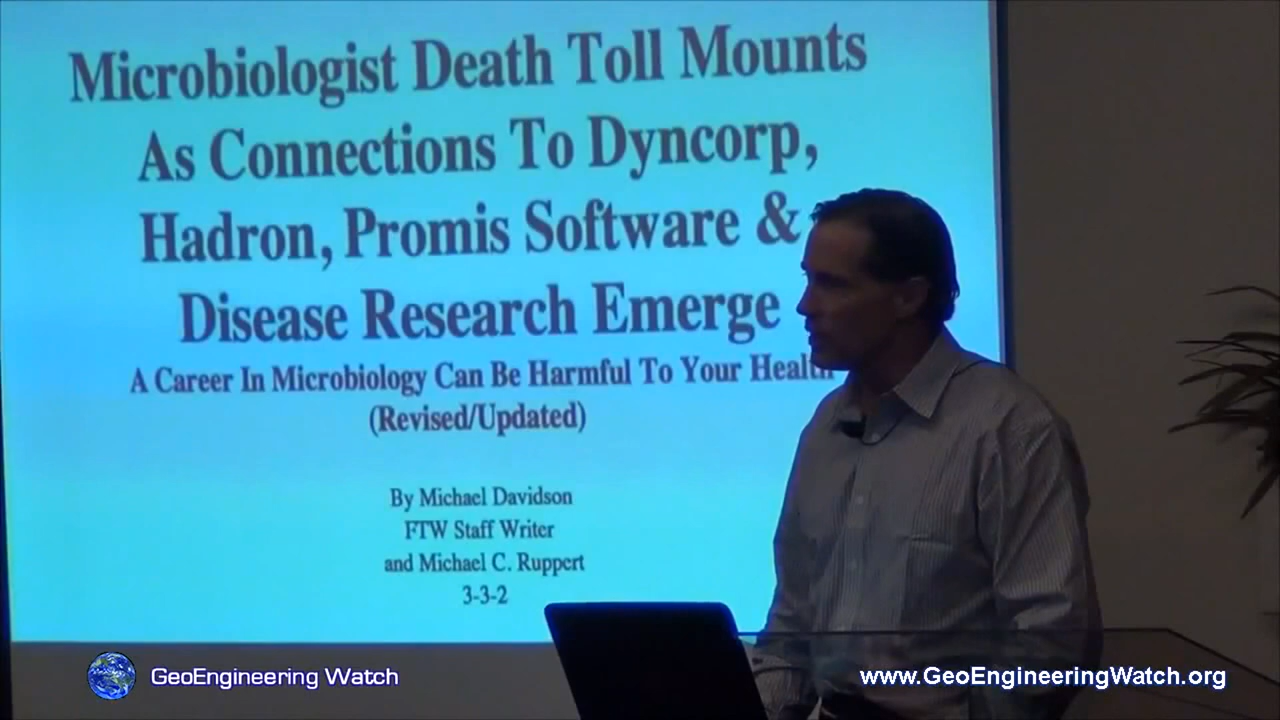 Microbiologist Death Toll Mounts
As Connections To Dyncorp,
Hadron, Promis Software &
Disease Research Emerge
A Career In Microbiology Can Be Harmful To Your Health
(Revised/Updated)
By Michael Davidson
FTW Staff Writer
and Michael C. Ruppert
3-3-2
GeoEngineering Watch
www.GeoEngineeringWatch.org